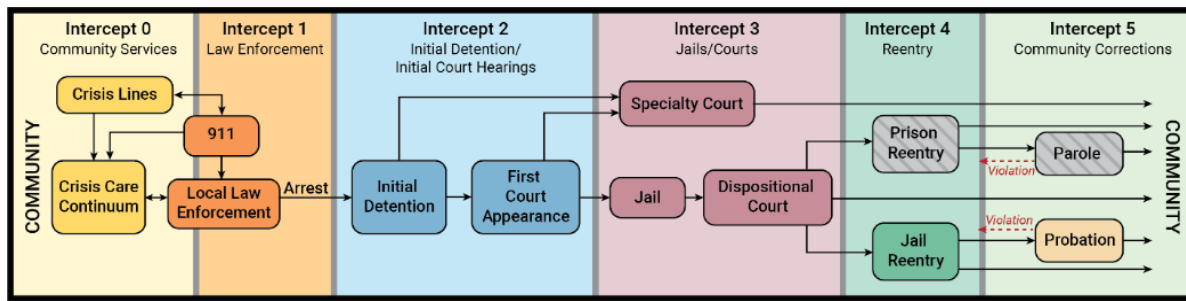 Intercept 0
Community Services
Intercept 1
Law Enforcement
Intercept 2
Initial Detention/
Initial Court Hearings
Intercept 3
Jails/Courts
Intercept 4
Reentry
Intercept 5
Community Corrections
COMMUNITY
Crisis Lines
911
Crisis Care
Continuum
Local Law
Enforcement
Arrest
Initial
Detention
First
Court
Appearance
Specialty Court
Jail
Dispositional
Court
Prison
Reentry
Violation
Parole
Jail
Reentry
Violation
Probation
COMMUNITY